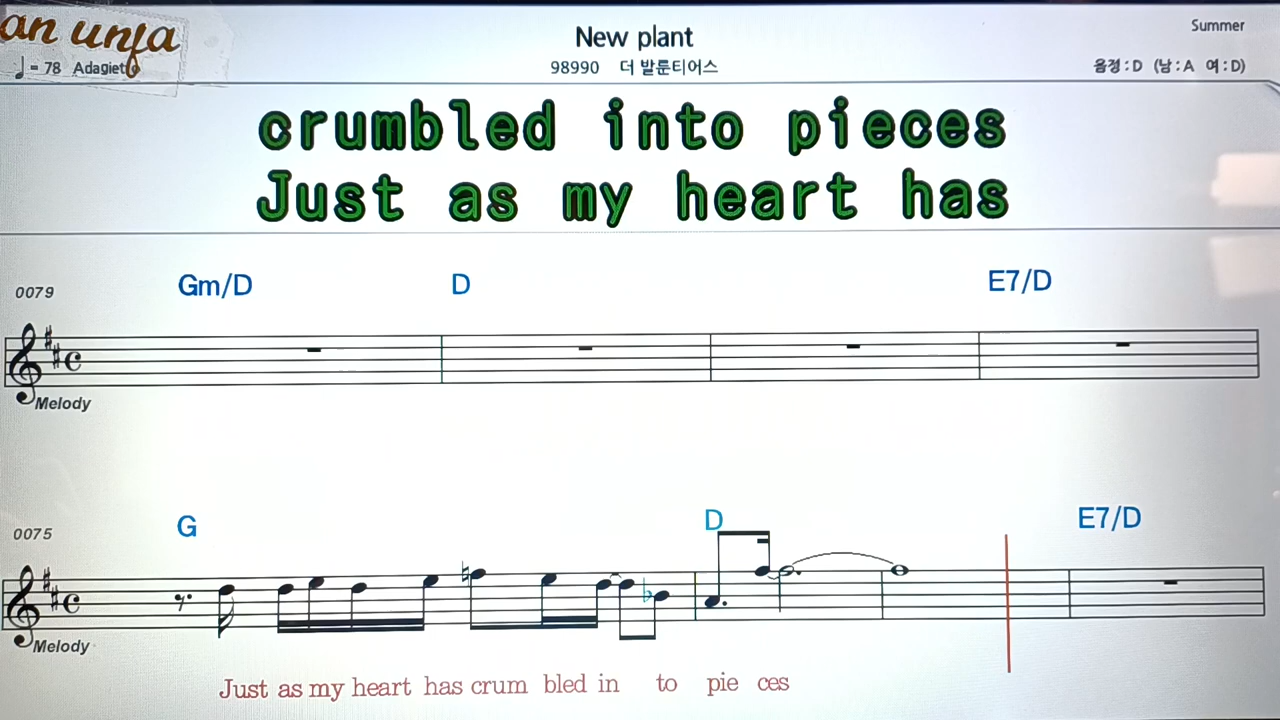 an unfa
♩= 78 Adagietto
New plant
98990 더 발룬티어스
Summer
음정:D (남:A 여:D)
crumbled into pieces
Just as my heart has
0079
Gm/D D E7/D
Melody
0075
G D E7/D
Melody
Just as my heart has crum bled in to pie ces